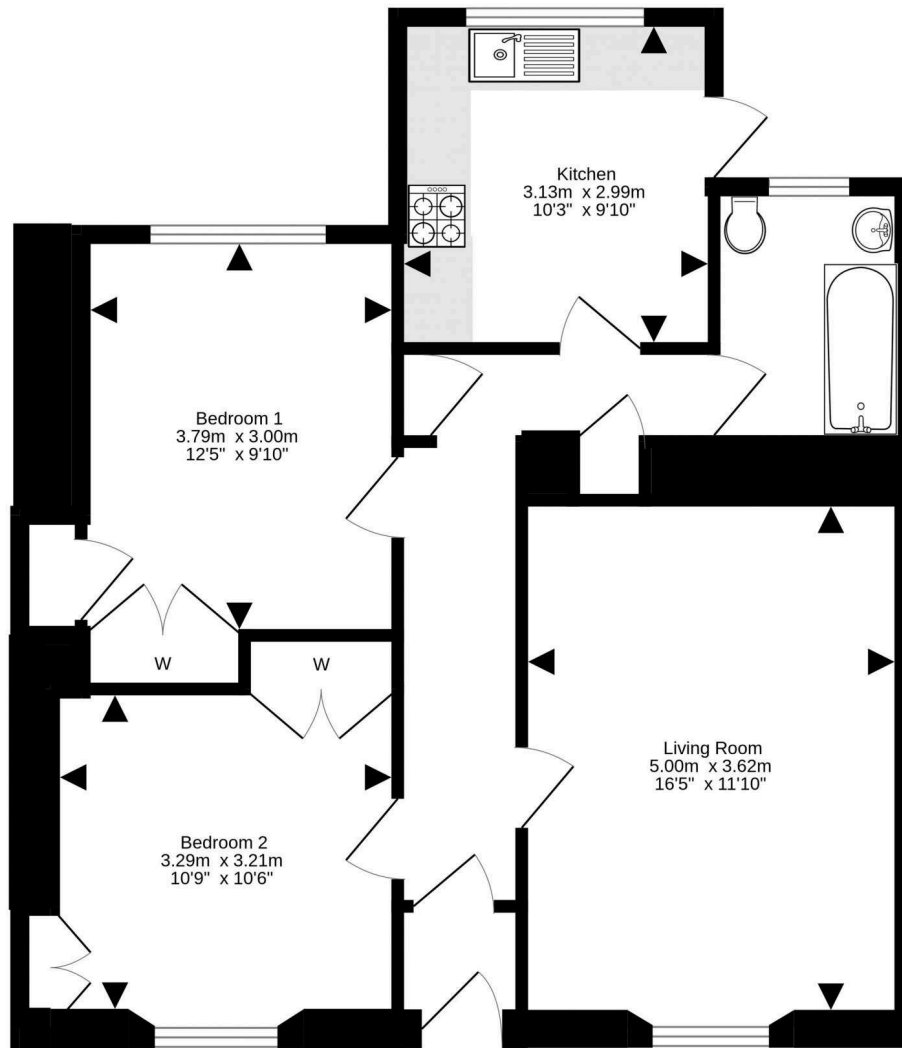 Kitchen
3.13m x 2.99m
10'3" x 9'10"
Bedroom 1
3.79m x 3.00m
12'5" x 9'10"
W
W
Living Room
5.00m x 3.62m
16'5" x 11'10"
Bedroom 2
3.29m x 3.21m
10'9" x 10'6"